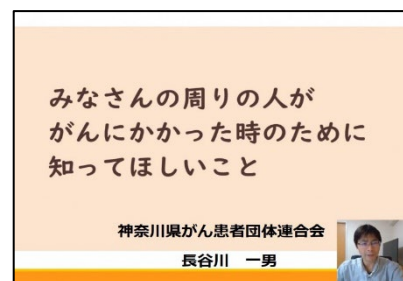 みなさんの周りの人が
がんにかかった時のために
知ってほしいこと
神奈川県がん患者団体連合会
長谷川　一男